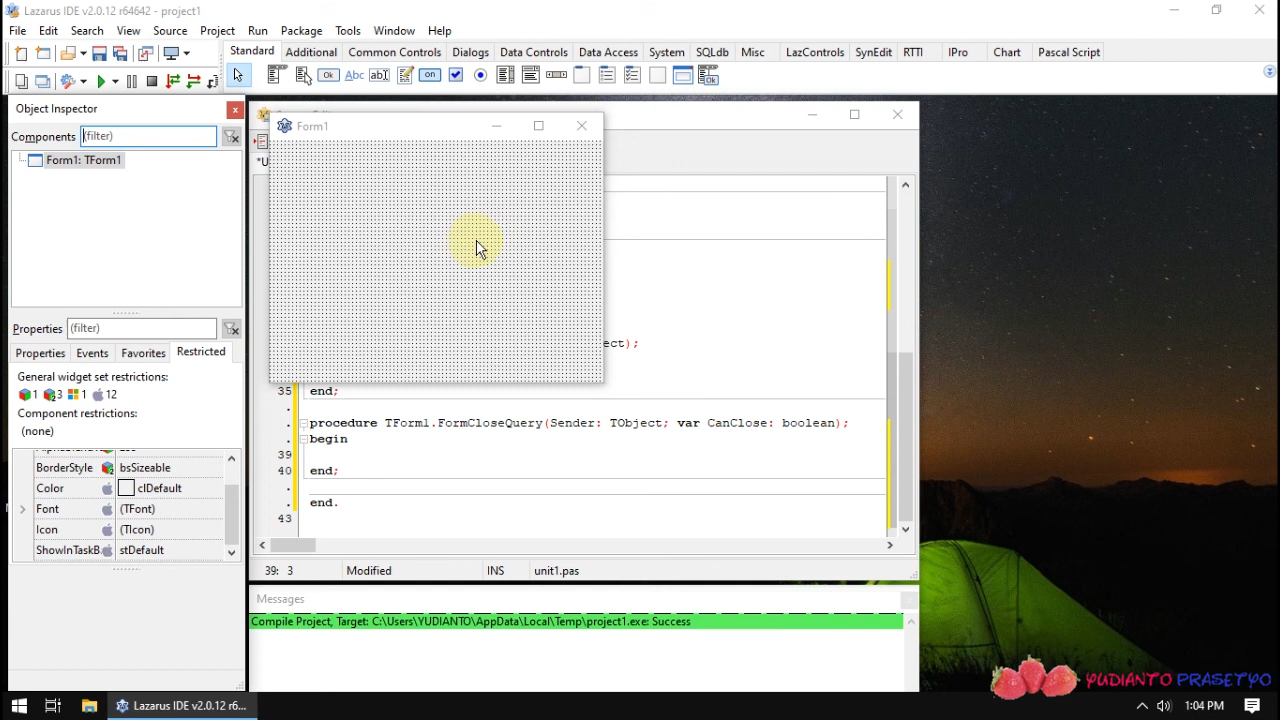 Lazarus IDE v2.0.12 r64642 - project1
File Edit Search View Source Project Run Package Tools Window Help
Standard Additional Common Controls Dialogs Data Controls Data Access System SQLdb Misc LazControls SynEdit RTTI IPro Chart Pascal Script
Ok Abc ab| on Ok
Object Inspector
Components (filter)
Form1: TForm1
Properties (filter)
Properties Events Favorites Restricted
General widget set restrictions:
1 3 1 12
Component restrictions:
(none)
BorderStyle bsSizeable
Color clDefault
Font (TFont)
Icon (TIcon)
ShowInTaskB stDefault
Form1
*U
ect);
35 end;
procedure TForm1.FormCloseQuery(Sender: TObject; var CanClose: boolean);
begin
39
40 end;
end.
43
39: 3 Modified INS unit1.pas
Messages
Compile Project, Target: C:\Users\YUDIANTO\AppData\Local\Temp\project1.exe: Success
YUDIANTO PRASETYO
Lazarus IDE v2.0.12 r6...
1:04 PM